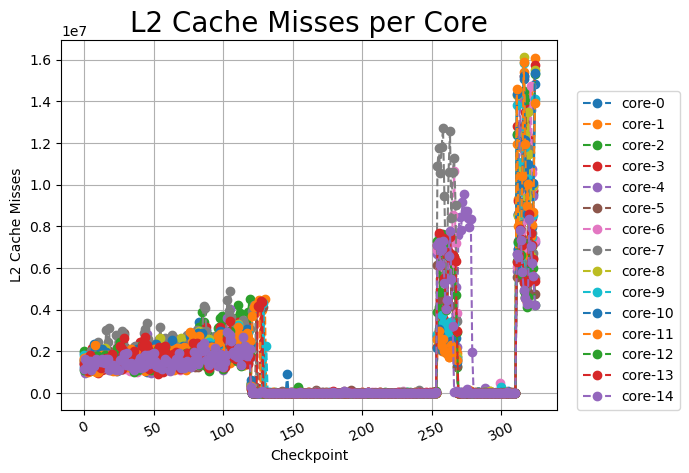 L2 Cache Misses per Core
1e7
1.6
1.4
1.2
1.0
0.8
0.6
0.4
0.2
0.0
L2 Cache Misses
0
50
100
150
200
250
300
Checkpoint
core-0
core-1
core-2
core-3
core-4
core-5
core-6
core-7
core-8
core-9
core-10
core-11
core-12
core-13
core-14